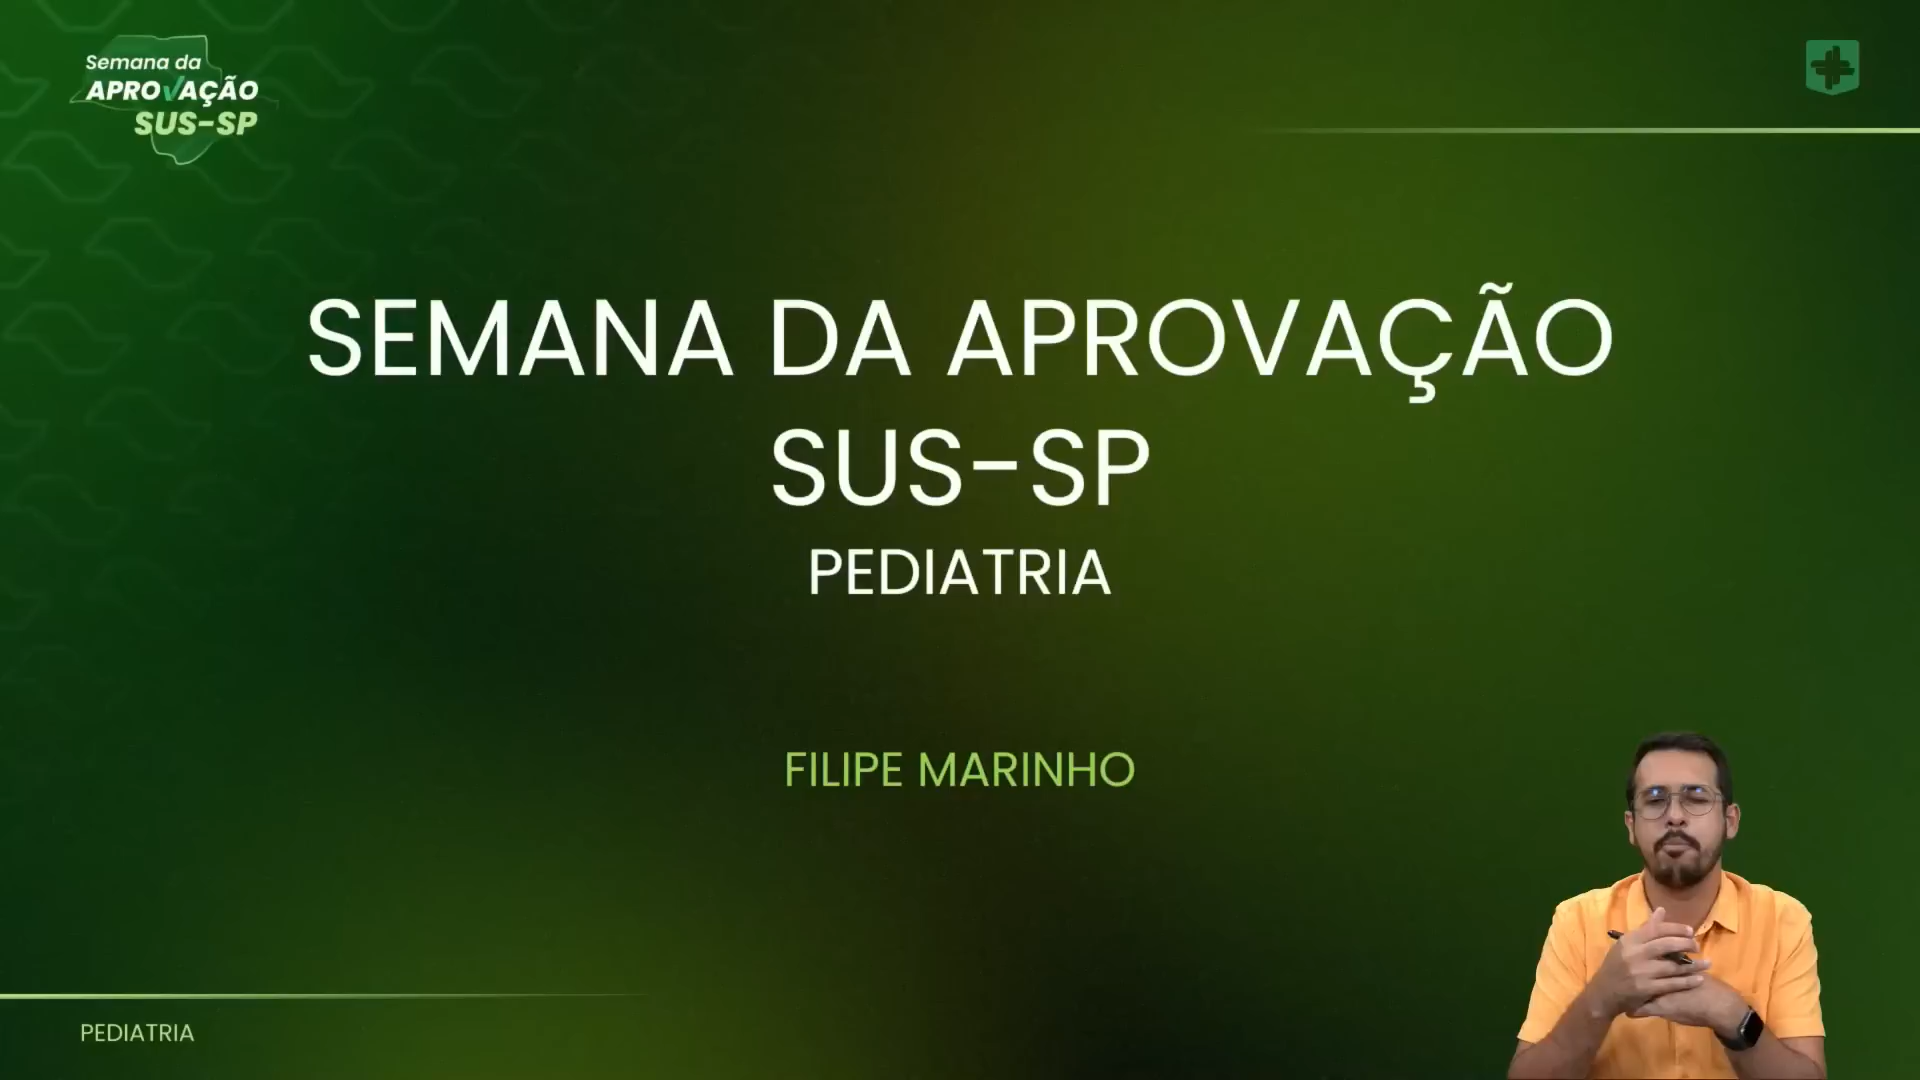 Semana da
APROVAÇÃO
SUS-SP
SEMANA DA APROVAÇÃO
SUS-SP
PEDIATRIA
FILIPE MARINHO
PEDIATRIA